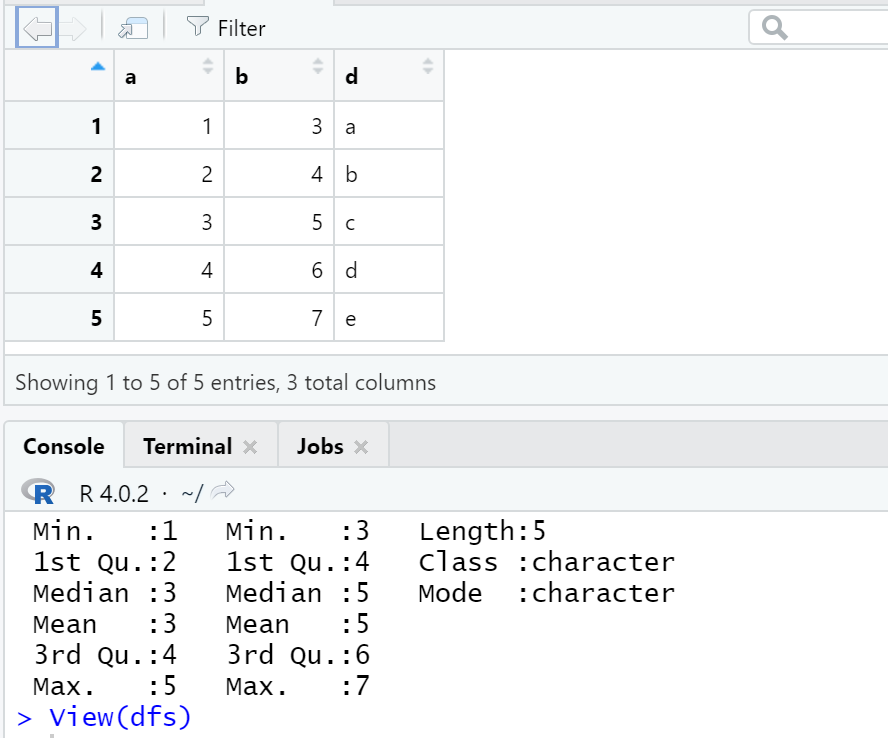 Filter
a b d
1 1 3 a
2 2 4 b
3 3 5 c
4 4 6 d
5 5 7 e
Showing 1 to 5 of 5 entries, 3 total columns
Console Terminal Jobs
R R 4.0.2 · ~/
Min.   :1   Min.   :3   Length:5
1st Qu.:2   1st Qu.:4   Class :character
Median :3   Median :5   Mode  :character
Mean   :3   Mean   :5
3rd Qu.:4   3rd Qu.:6
Max.   :5   Max.   :7
> View(dfs)